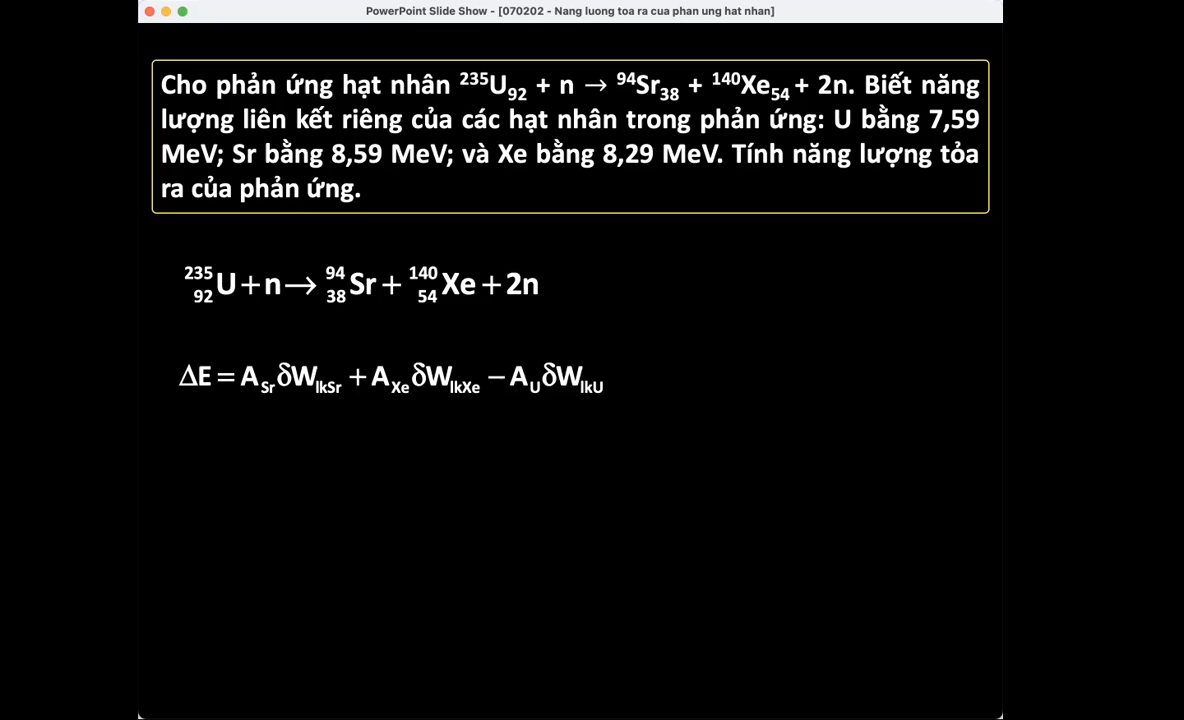 PowerPoint Slide Show - [070202 - Nang luong toa ra cua phan ung hat nhan]
Cho phản ứng hạt nhân ²³⁵U₉₂ + n → ⁹⁴Sr₃₈ + ¹⁴⁰Xe₅₄ + 2n. Biết năng
lượng liên kết riêng của các hạt nhân trong phản ứng: U bằng 7,59
MeV; Sr bằng 8,59 MeV; và Xe bằng 8,29 MeV. Tính năng lượng tỏa
ra của phản ứng.
²³⁵₉₂U + n → ⁹⁴₃₈Sr + ¹⁴⁰₅₄Xe + 2n
ΔE = A_Sr δW_lkSr + A_Xe δW_lkXe − A_U δW_lkU